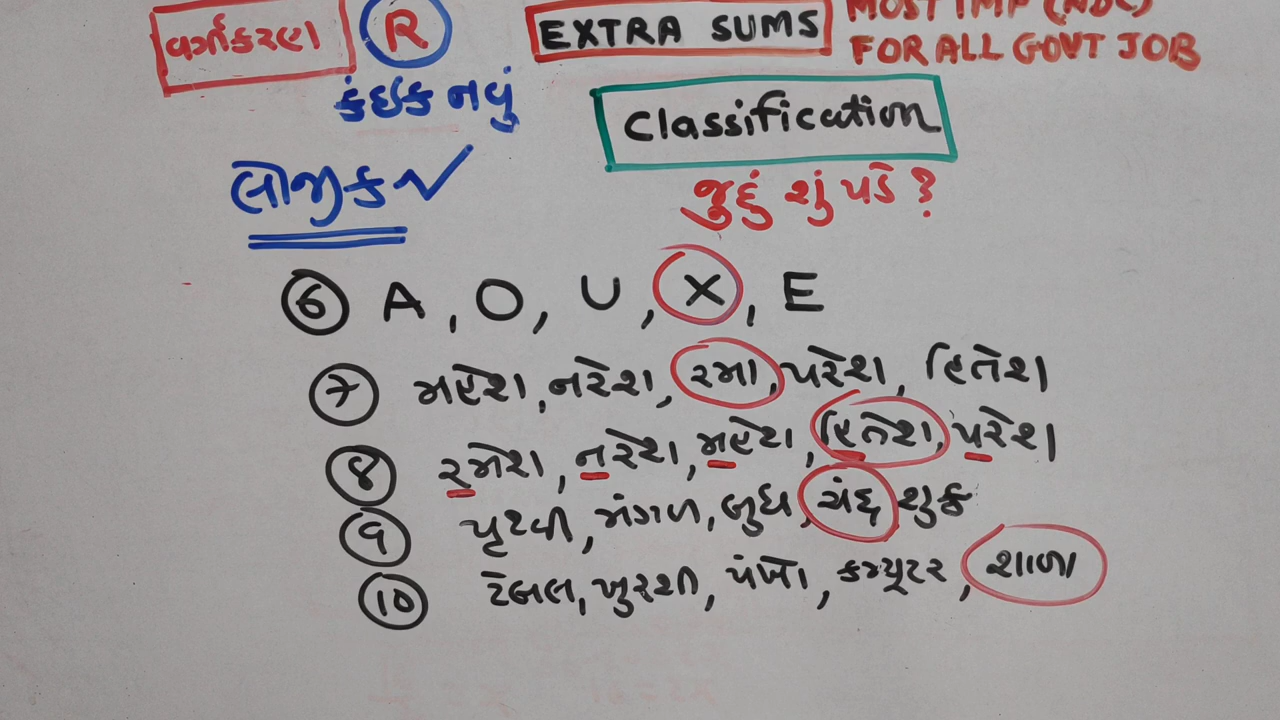 વર્ગીકરણ R EXTRA SUMS MOST IMP (NDC)
FOR ALL GOVT JOB
કંઇક નવું
Classification
લોજીક
જુદું શું પડે ?
6 A, O, U, X, E
7 મહેશ, નરેશ, રમા, પરેશ, હિતેશ
8 રમેશ, નરેશ, મહેશ, હિતેશ, પરેશ
9 પૃથ્વી, મંગળ, બુધ, ચંદ્ર શુક્ર
10 ટેબલ, ખુરશી, પંખો, કમ્પ્યૂટર, શાળા